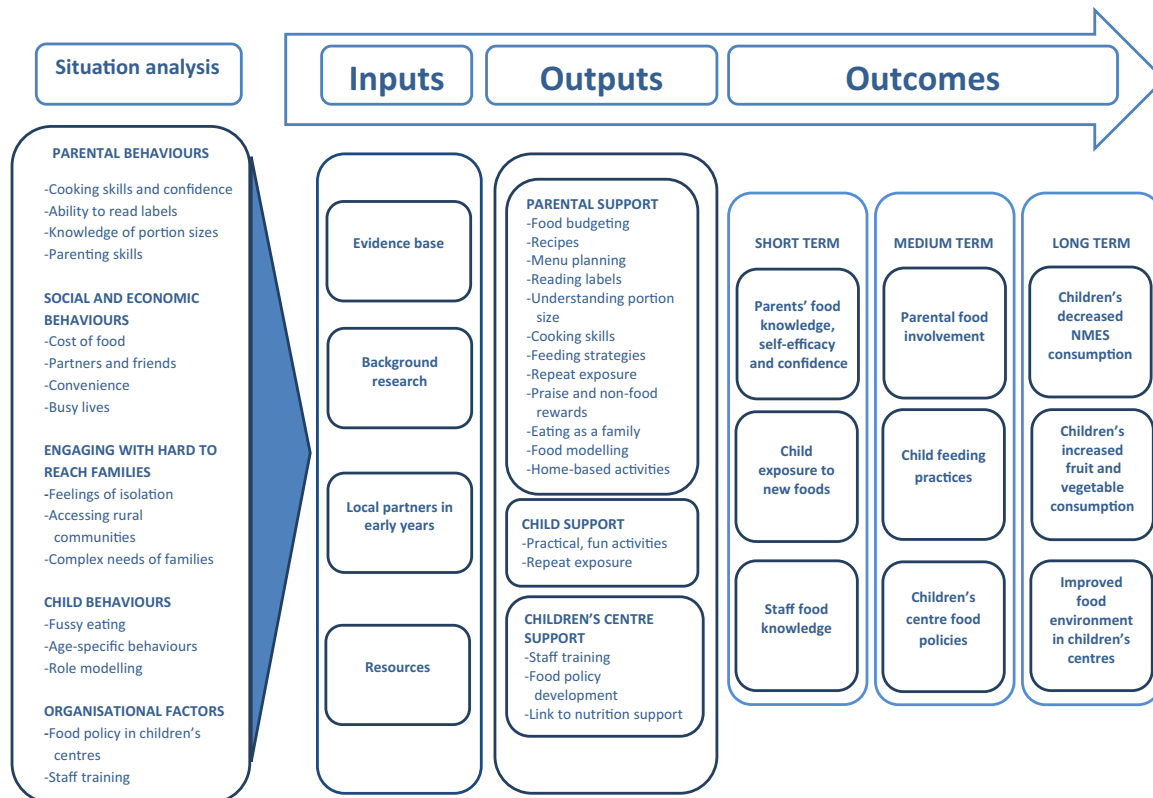 Situation analysis
Inputs
Outputs
Outcomes
PARENTAL BEHAVIOURS
-Cooking skills and confidence
-Ability to read labels
-Knowledge of portion sizes
-Parenting skills
SOCIAL AND ECONOMIC
BEHAVIOURS
-Cost of food
-Partners and friends
-Convenience
-Busy lives
ENGAGING WITH HARD TO
REACH FAMILIES
-Feelings of isolation
-Accessing rural
communities
-Complex needs of families
CHILD BEHAVIOURS
-Fussy eating
-Age-specific behaviours
-Role modelling
ORGANISATIONAL FACTORS
-Food policy in children's
centres
-Staff training
Evidence base
Background
research
Local partners in
early years
Resources
PARENTAL SUPPORT
-Food budgeting
-Recipes
-Menu planning
-Reading labels
-Understanding portion
size
-Cooking skills
-Feeding strategies
-Repeat exposure
-Praise and non-food
rewards
-Eating as a family
-Food modelling
-Home-based activities
CHILD SUPPORT
-Practical, fun activities
-Repeat exposure
CHILDREN'S CENTRE
SUPPORT
-Staff training
-Food policy
development
-Link to nutrition support
SHORT TERM
Parents' food
knowledge,
self-efficacy
and confidence
Child
exposure to
new foods
Staff food
knowledge
MEDIUM TERM
Parental food
involvement
Child feeding
practices
Children's
centre food
policies
LONG TERM
Children's
decreased
NMES
consumption
Children's
increased
fruit and
vegetable
consumption
Improved
food
environment
in children's
centres